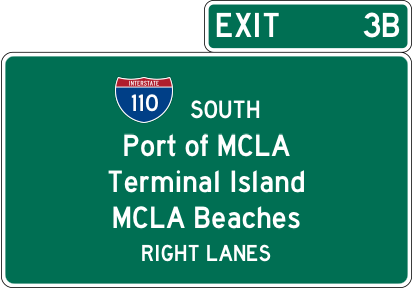 EXIT 3B
INTERSTATE
110 SOUTH
Port of MCLA
Terminal Island
MCLA Beaches
RIGHT LANES